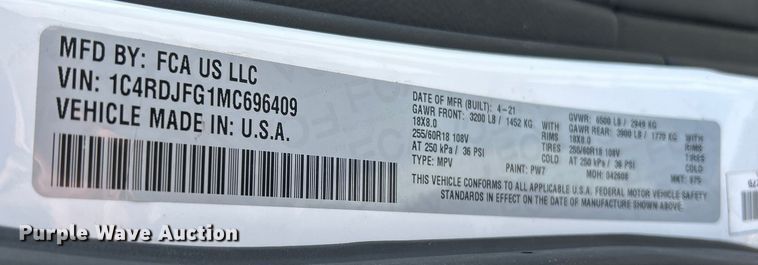 MFD BY: FCA US LLC
VIN: 1C4RDJFG1MC696409
VEHICLE MADE IN: U.S.A.
DATE OF MFR (BUILT): 4-21 GVWR: 6500 LB / 2949 KG
GAWR FRONT: 3200 LB / 1452 KG WITH GAWR REAR: 3900 LB / 1770 KG WITH
18X8.0 RIMS 18X8.0 RIMS
255/60R18 108V TIRES 255/60R18 108V TIRES
AT 250 kPa / 36 PSI AT 250 kPa / 36 PSI
TYPE: MPV PAINT: PW7 MDH: 042608 MKT: 875
THIS VEHICLE CONFORMS TO ALL APPLICABLE U.S.A. FEDERAL MOTOR VEHICLE SAFETY
STANDARDS IN EFFECT ON THE DATE OF MANUFACTURE SHOWN ABOVE.
Purple Wave Auction